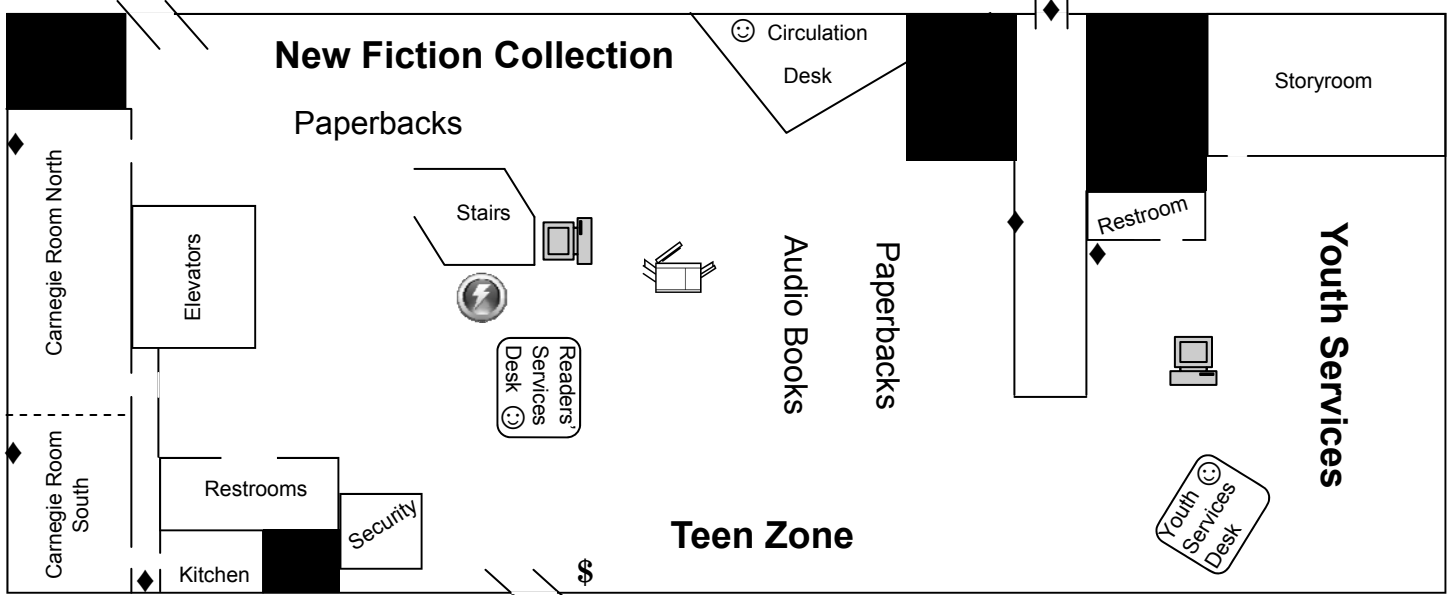 New Fiction Collection
Paperbacks
Circulation
Desk
Storyroom
Carnegie Room North
Elevators
Stairs
Audio Books
Paperbacks
Restroom
Youth Services
Readers’
Services
Desk
Carnegie Room
South
Restrooms
Security
Kitchen
$
Teen Zone
Youth
Services
Desk